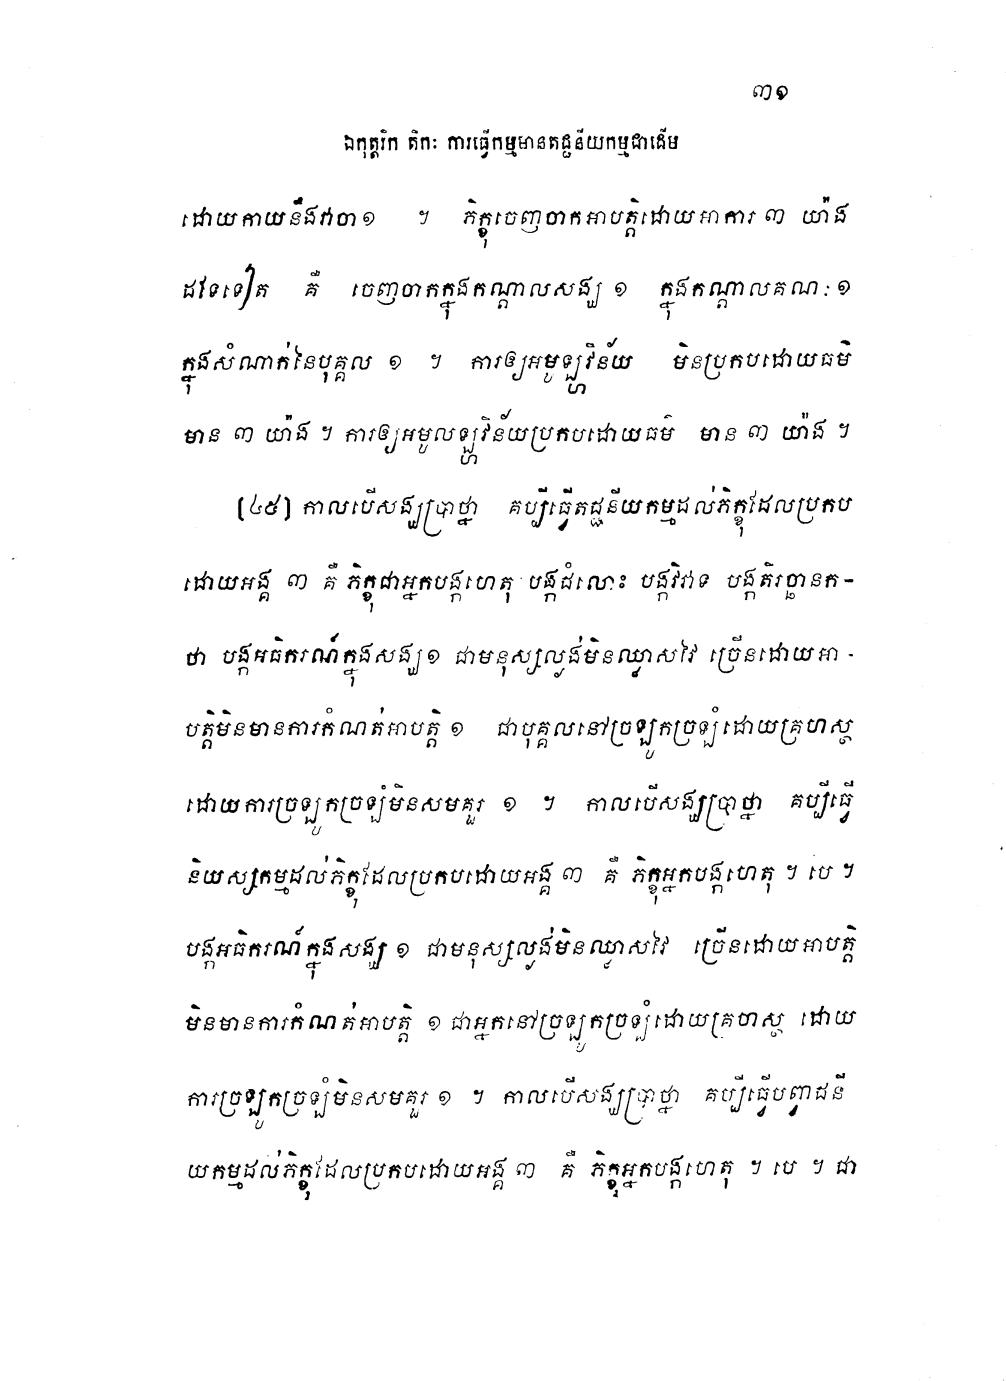 ៣១
ឯកុត្តរិក តិកៈ ការធ្វើកម្មមានតជ្ជនីយកម្មជាដើម
ដោយកាយនឹងវាចា ១ ។ ភិក្ខុចេញចាកអាបត្តិដោយអាការ ៣ យ៉ាង
ដទៃទៀត គឺ ចេញចាកក្នុងកណ្តាលសង្ឃ ១ ក្នុងកណ្តាលគណៈ ១
ក្នុងសំណាក់នៃបុគ្គល ១ ។ ការឲ្យអមូឡ្ហវិន័យ មិនប្រកបដោយធម៌
មាន ៣ យ៉ាង ។ ការឲ្យអមូលឡ្ហវិន័យប្រកបដោយធម៌ មាន ៣ យ៉ាង ។
(៤៥) កាលបើសង្ឃប្រាថ្នា គប្បីធ្វើតជ្ជនីយកម្មដល់ភិក្ខុដែលប្រកប
ដោយអង្គ ៣ គឺ ភិក្ខុជាអ្នកបង្កហេតុ បង្កជំលោះ បង្កវិវាទ បង្កតិរច្ឆានក-
ថា បង្កអធិករណ៍ក្នុងសង្ឃ ១ ជាមនុស្សល្ងង់មិនឈ្លាសវៃ ច្រើនដោយអា-
បត្តិមិនមានការកំណត់អាបត្តិ ១ ជាបុគ្គលនៅច្រឡូកច្រឡំដោយគ្រហស្ថ
ដោយការច្រឡូកច្រឡំមិនសមគួរ ១ ។ កាលបើសង្ឃប្រាថ្នា គប្បីធ្វើ
និយស្សកម្មដល់ភិក្ខុដែលប្រកបដោយអង្គ ៣ គឺ ភិក្ខុអ្នកបង្កហេតុ ។ បេ ។
បង្កអធិករណ៍ក្នុងសង្ឃ ១ ជាមនុស្សល្ងង់មិនឈ្លាសវៃ ច្រើនដោយអាបត្តិ
មិនមានការកំណត់អាបត្តិ ១ ជាអ្នកនៅច្រឡូកច្រឡំដោយគ្រហស្ថ ដោយ
ការច្រឡូកច្រឡំមិនសមគួរ ១ ។ កាលបើសង្ឃប្រាថ្នា គប្បីធ្វើបព្វាជនី
យកម្មដល់ភិក្ខុដែលប្រកបដោយអង្គ ៣ គឺ ភិក្ខុអ្នកបង្កហេតុ ។ បេ ។ ជា